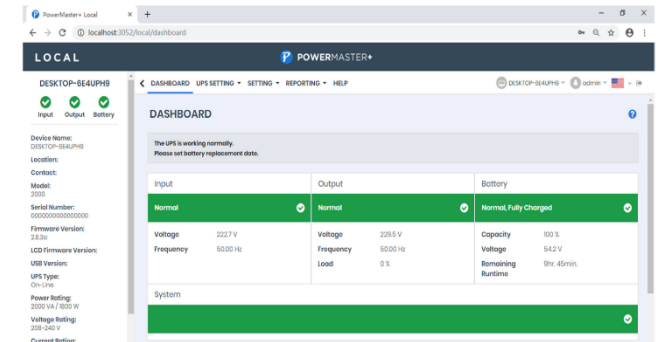 PowerMaster+ Local
localhost:3052/local/dashboard
LOCAL
POWERMASTER+
DESKTOP-6E4UPH9
DASHBOARD UPS SETTING SETTING REPORTING HELP
DESKTOP-6E4UPH9 admin
Input Output Battery
DASHBOARD
Device Name:
DESKTOP-6E4UPH9
Location:
Contact:
Model:
2000
Serial Number:
0000000000000000
Firmware Version:
2.8.3a
LCD Firmware Version:
USB Version:
UPS Type:
On-Line
Power Rating:
2000 VA / 1800 W
Voltage Rating:
208-240 V
Current Rating:
The UPS is working normally.
Please set battery replacement date.
Input
Normal
Voltage 222.7 V
Frequency 50.00 Hz
Output
Normal
Voltage 229.5 V
Frequency 50.00 Hz
Load 0 %
Battery
Normal, Fully Charged
Capacity 100 %
Voltage 54.2 V
Remaining Runtime 9hr. 45min.
System